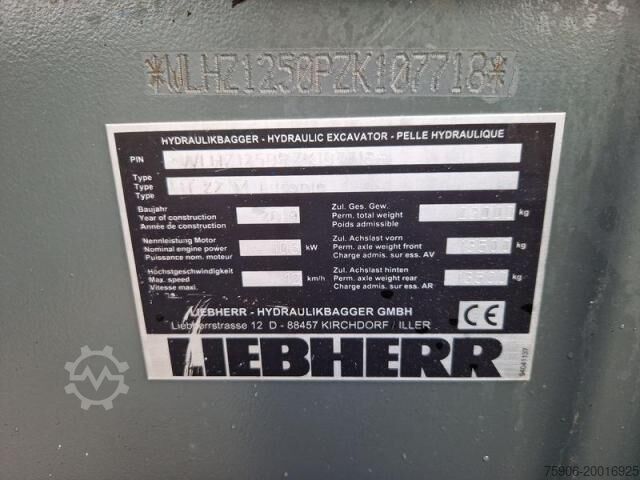 *WLHZ1250PZK107718*
HYDRAULIKBAGGER - HYDRAULIC EXCAVATOR - PELLE HYDRAULIQUE
PIN
Type
Type
Type
Baujahr
Year of construction
Année de construction
Zul. Ges. Gew.
Perm. total weight kg
Poids admissible
Nennleistung Motor
Nominal engine power kW
Puissance nom. moteur
Zul. Achslast vorn
Perm. axle weight front kg
Charge admis. sur ess. AV
Höchstgeschwindigkeit
Max. speed km/h
Vitesse maxi.
Zul. Achslast hinten
Perm. axle weight rear kg
Charge admis. sur ess. AR
LIEBHERR - HYDRAULIKBAGGER GMBH
Liebherrstrasse 12 D - 88457 KIRCHDORF / ILLER
CE
LIEBHERR
94041137
Machineseeker
75906-20016925